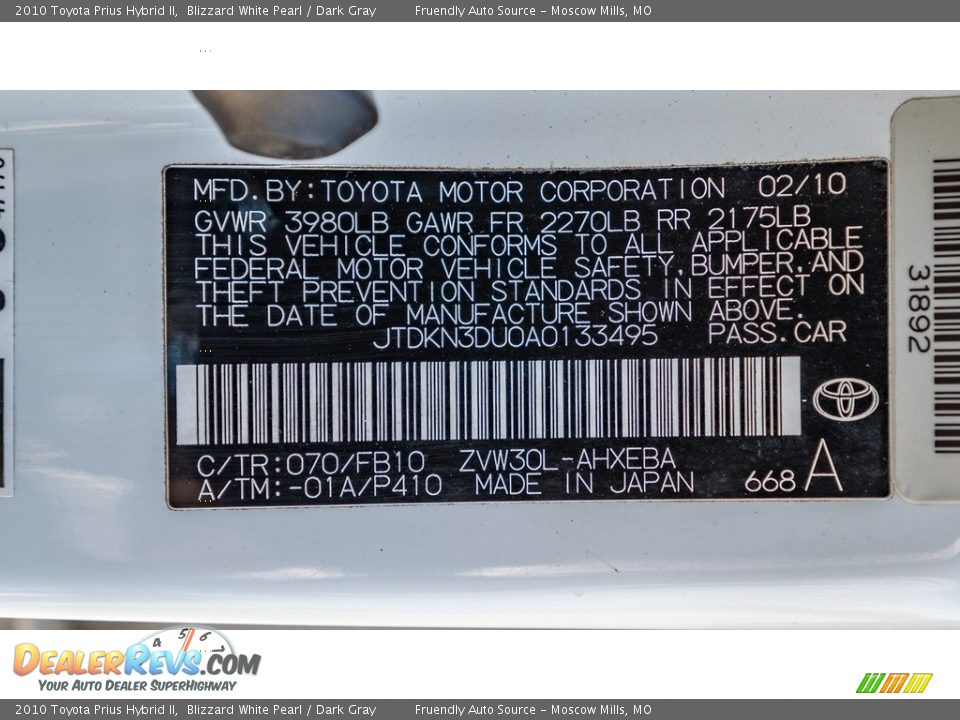 2010 Toyota Prius Hybrid II, Blizzard White Pearl / Dark Gray Fruendly Auto Source - Moscow Mills, MO
MFD. BY: TOYOTA MOTOR CORPORATION 02/10
GVWR 3980LB GAWR FR 2270LB RR 2175LB
THIS VEHICLE CONFORMS TO ALL APPLICABLE
FEDERAL MOTOR VEHICLE SAFETY, BUMPER, AND
THEFT PREVENTION STANDARDS IN EFFECT ON
THE DATE OF MANUFACTURE SHOWN ABOVE.
JTDKN3DU0A0133495 PASS. CAR
C/TR: 070/FB10 ZVW30L-AHXEBA
A/TM: -01A/P410 MADE IN JAPAN 668 A
31892
4 5 6 7
DEALERREVS.COM
YOUR AUTO DEALER SUPERHIGHWAY
2010 Toyota Prius Hybrid II, Blizzard White Pearl / Dark Gray Fruendly Auto Source - Moscow Mills, MO